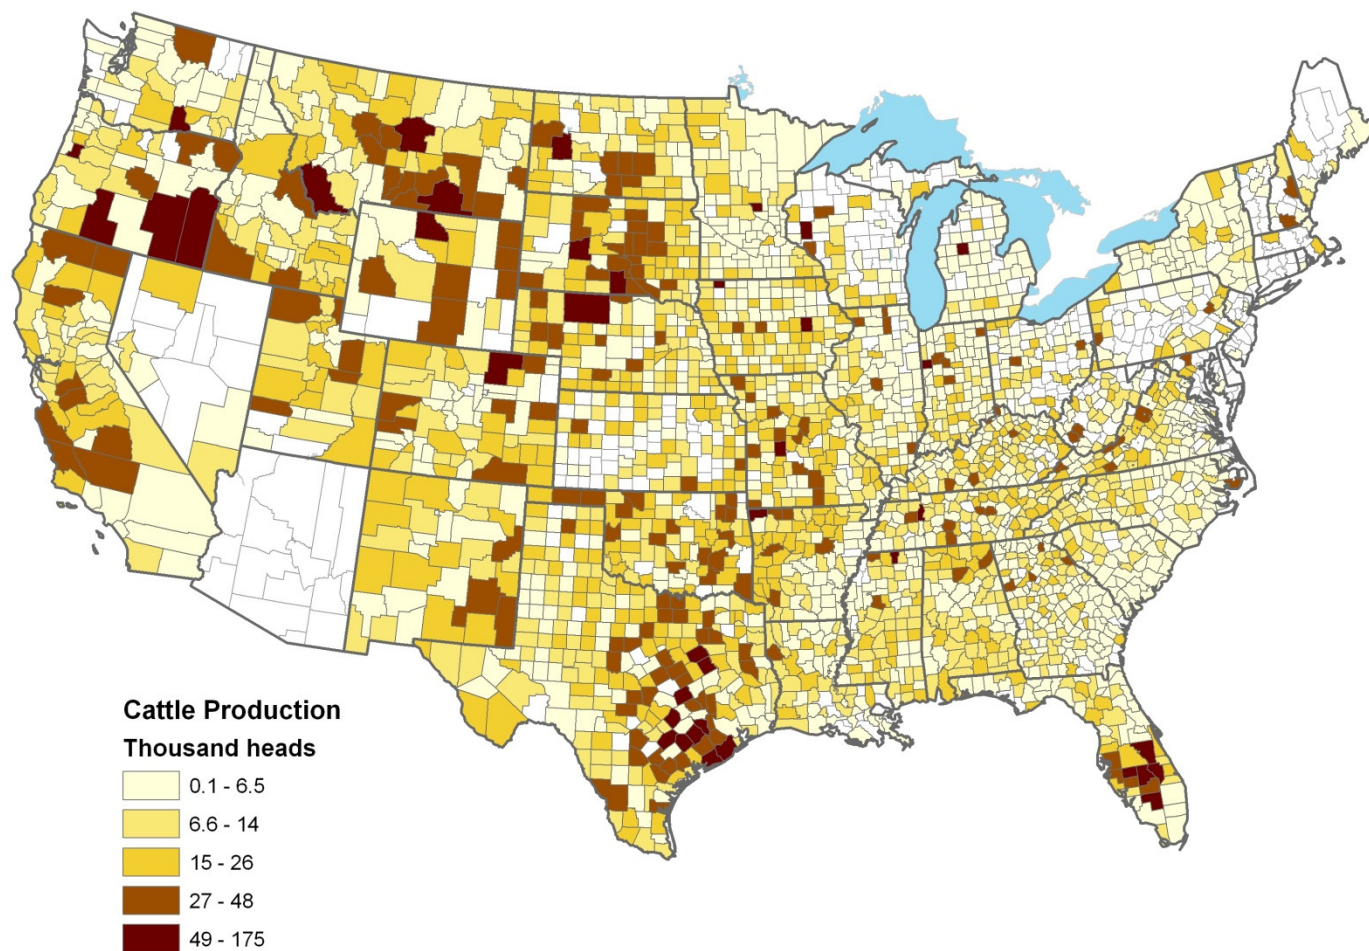 Cattle Production
Thousand heads
0.1 - 6.5
6.6 - 14
15 - 26
27 - 48
49 - 175